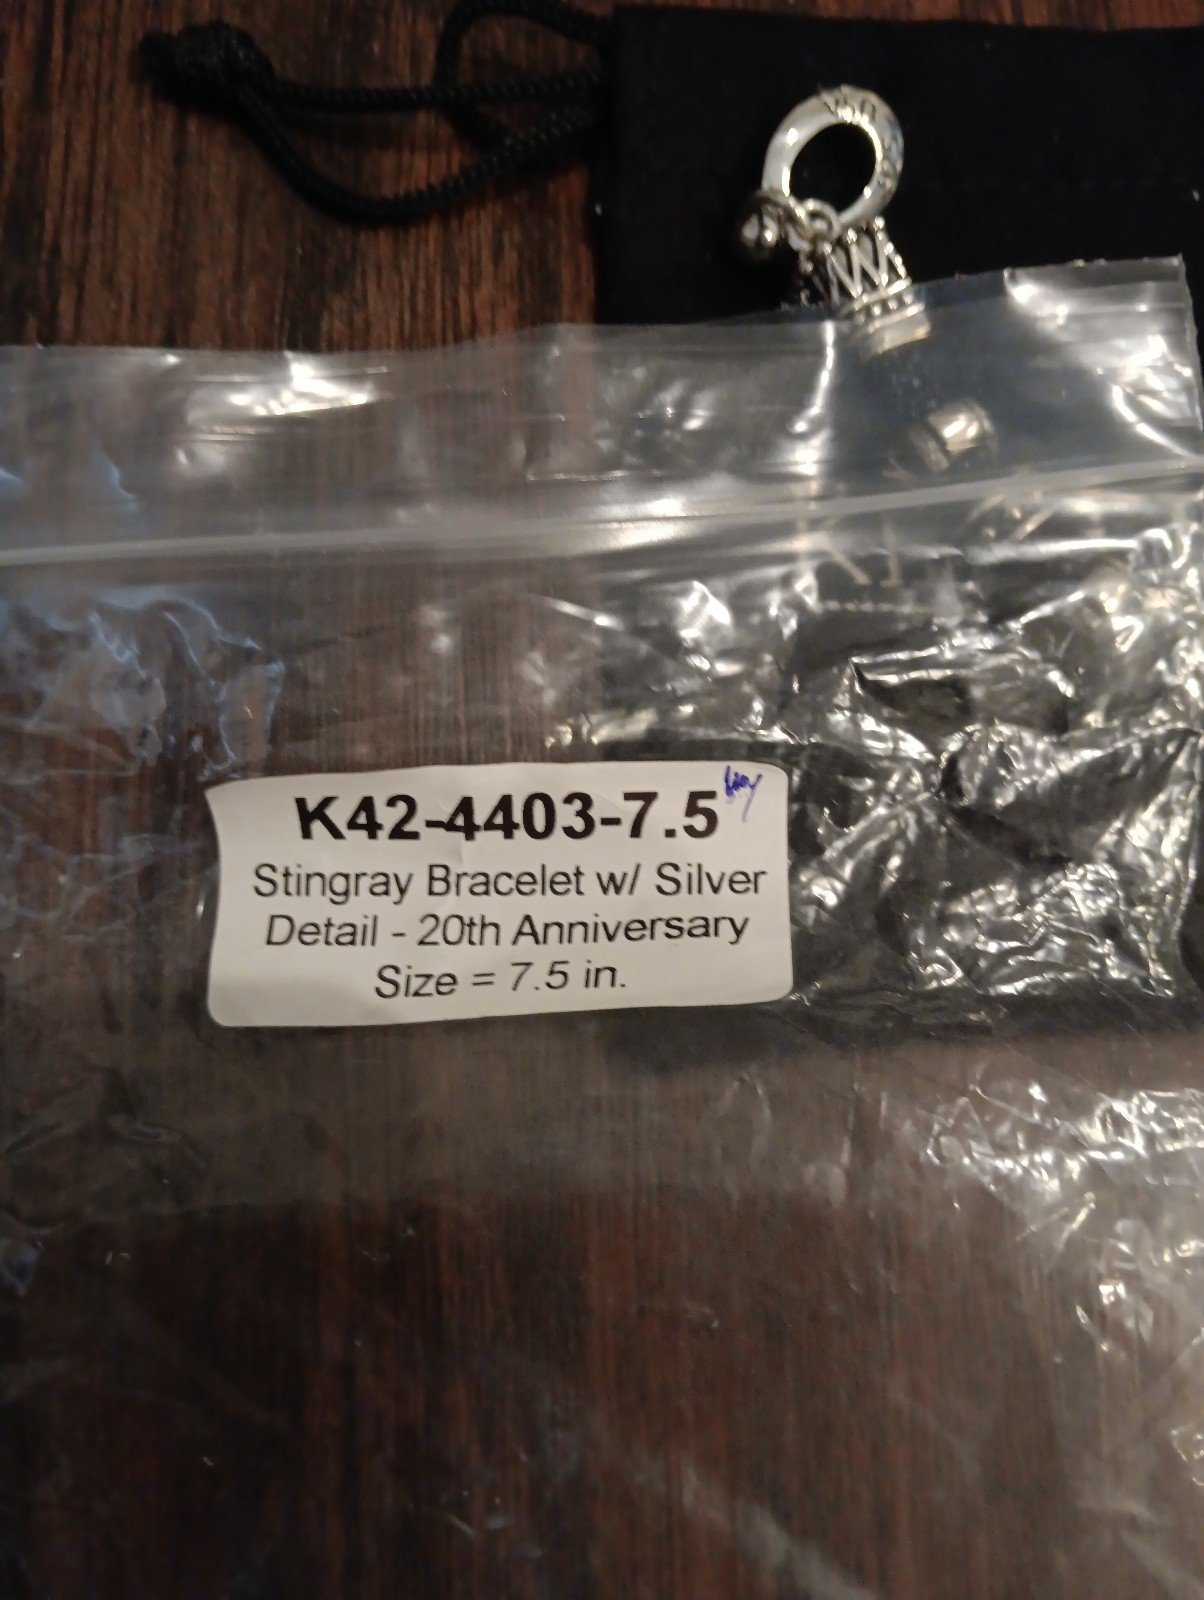 K42-4403-7.5
Stingray Bracelet w/ Silver
Detail - 20th Anniversary
Size = 7.5 in.